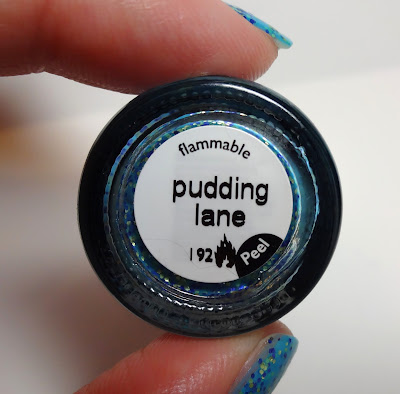 flammable
pudding
lane
192
Peel